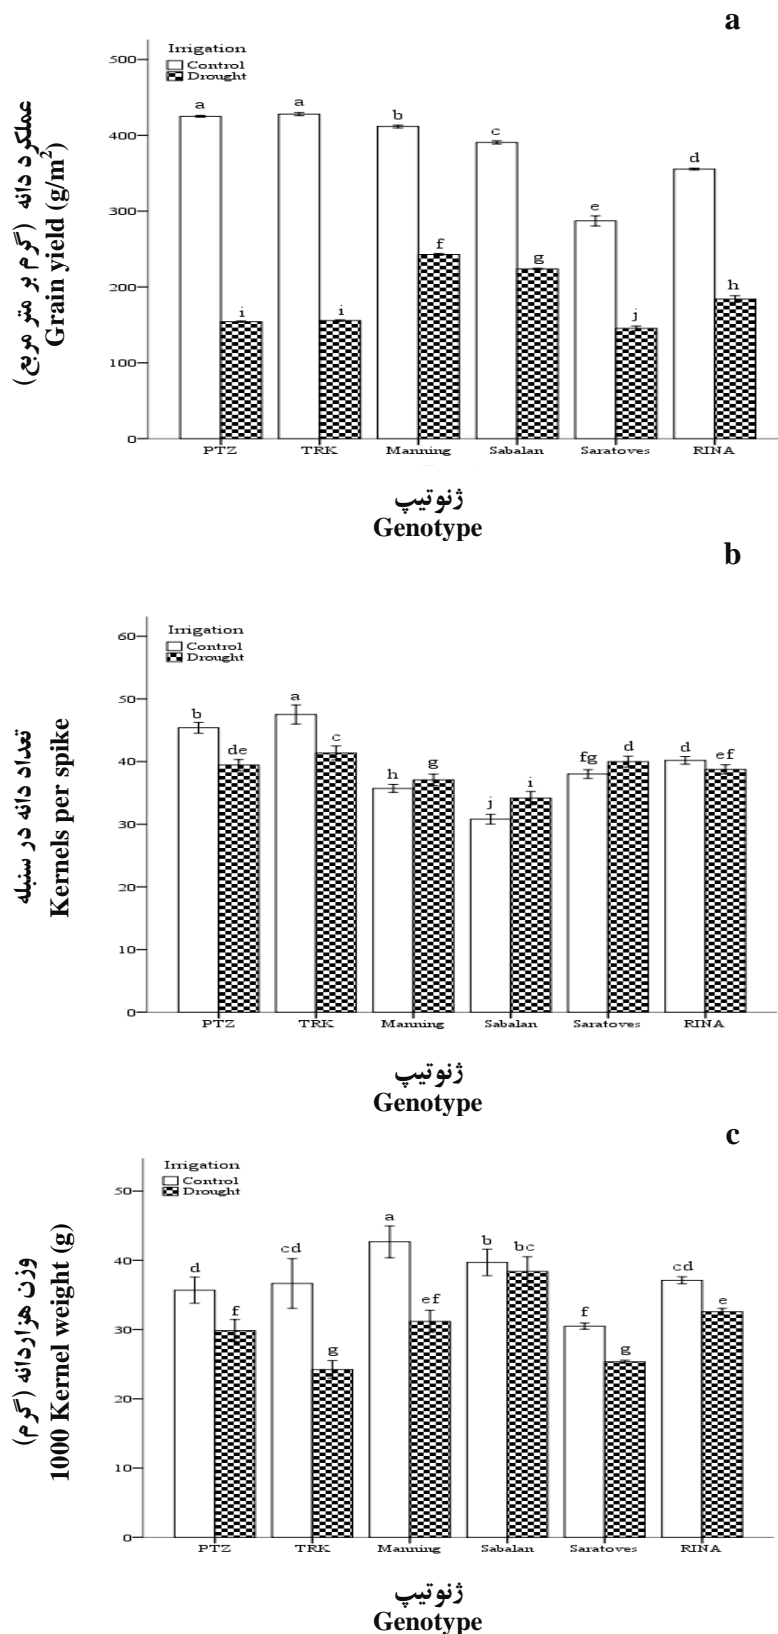 a
Irrigation
Control
Drought
عملکرد دانه (گرم بر متر مربع)
Grain yield (g/m²)
500
400
300
200
100
0
a
i
a
i
b
f
c
g
e
j
d
h
PTZ
TRK
Manning
Sabalan
Saratoves
RINA
ژنوتیپ
Genotype
b
Irrigation
Control
Drought
تعداد دانه در سنبله
Kernels per spike
60
50
40
30
20
10
0
b
de
a
c
h
g
j
i
fg
d
d
ef
PTZ
TRK
Manning
Sabalan
Saratoves
RINA
ژنوتیپ
Genotype
c
Irrigation
Control
Drought
وزن هزاردانه (گرم)
1000 Kernel weight (g)
50
40
30
20
10
0
d
f
cd
g
a
ef
b
bc
f
g
cd
e
PTZ
TRK
Manning
Sabalan
Saratoves
RINA
ژنوتیپ
Genotype